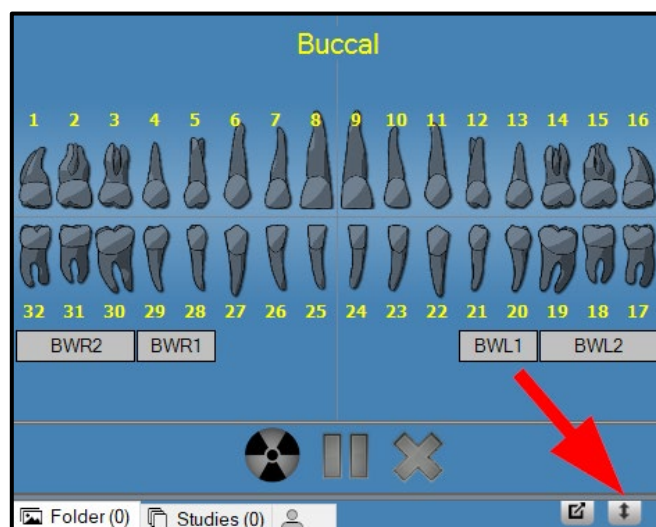 Buccal
1 2 3 4 5 6 7 8 9 10 11 12 13 14 15 16
32 31 30 29 28 27 26 25 24 23 22 21 20 19 18 17
BWR2 BWR1 BWL1 BWL2
Folder (0) Studies (0)